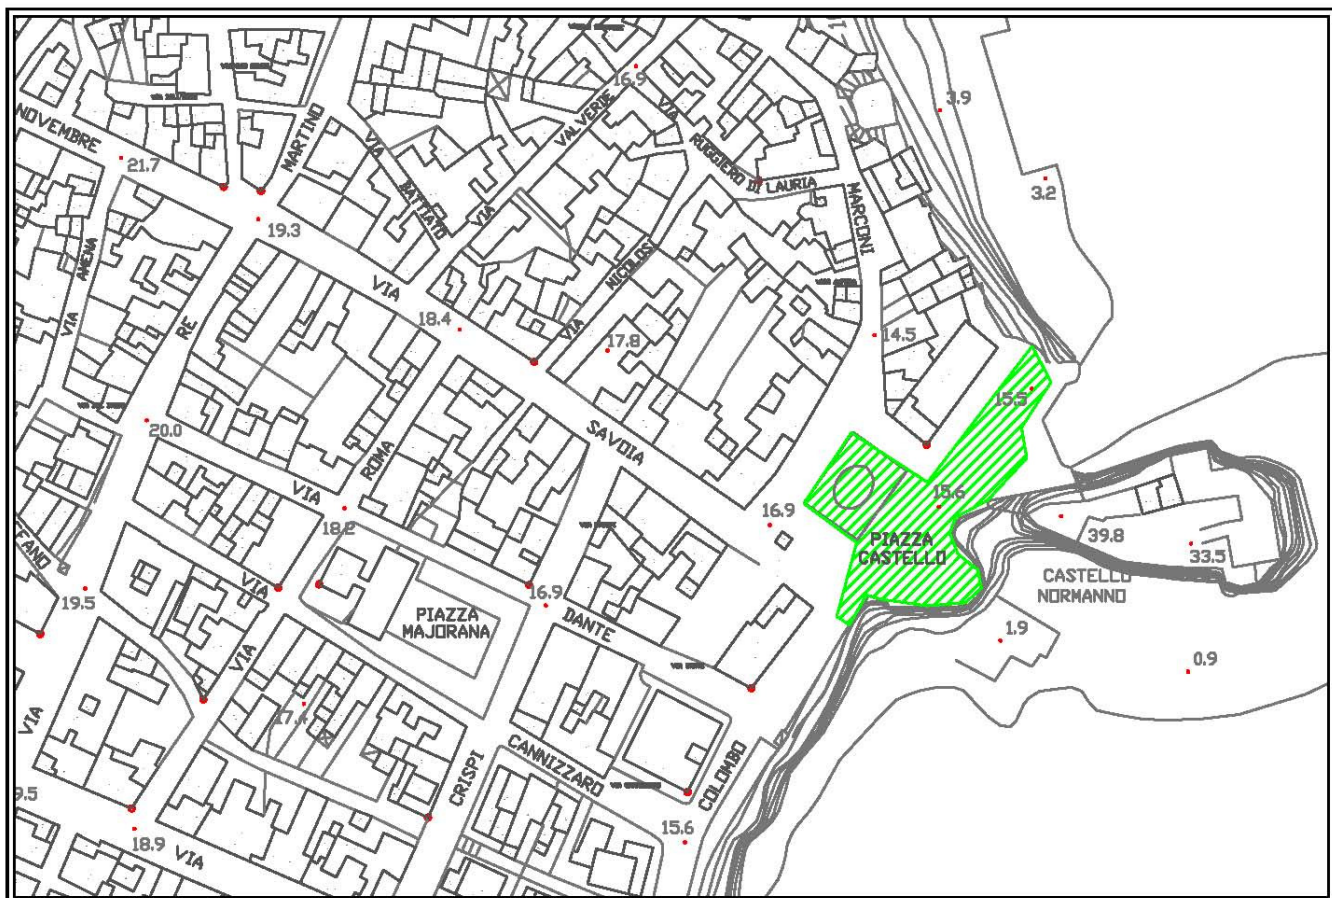 16.9
3.9
NOVEMBRE
MARTINO
VIA
VALVERDE
VIA
21.7
RUGGIERO DI LAURIA
3.2
VIA
BATTIATO
MARCONI
19.3
AMENA
VIA
VIA
NICOLOSI
RE
VIA
18.4
17.8
14.5
VIA
15.5
20.0
ROMA
SAVOIA
VIA
15.6
18.2
16.9
39.8
33.5
PIAZZA
CASTELLO
EFANO
19.5
VIA
16.9
CASTELLO
NORMANNO
PIAZZA
MAJORANA
DANTE
1.9
0.9
VIA
VIA
17.4
CANNIZZARO
COLOMBO
CRISPI
9.5
18.9
VIA
15.6